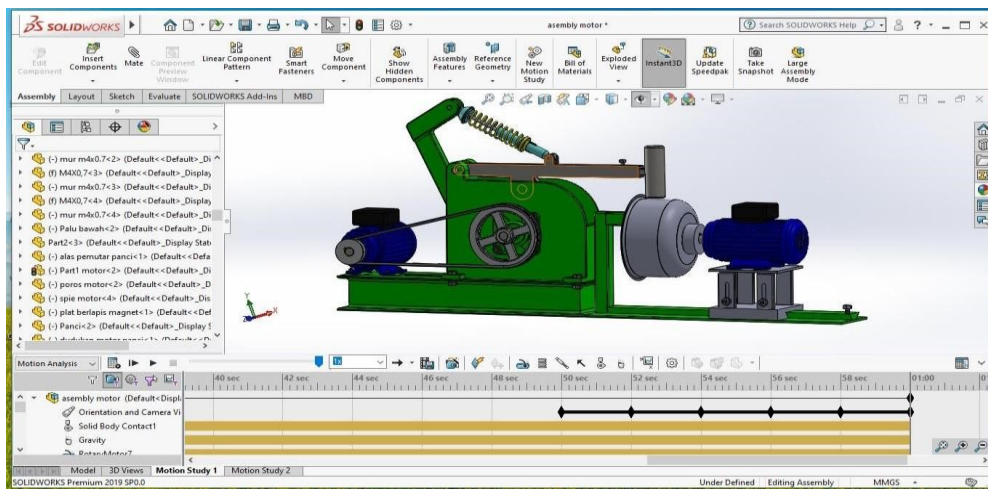 SOLIDWORKS
asembly motor *
Search SOLIDWORKS Help
Edit Component
Insert Components
Mate
Component Preview Window
Linear Component Pattern
Smart Fasteners
Move Component
Show Hidden Components
Assembly Features
Reference Geometry
New Motion Study
Bill of Materials
Exploded View
Instant3D
Update Speedpak
Take Snapshot
Large Assembly Mode
Assembly Layout Sketch Evaluate SOLIDWORKS Add-Ins MBD
(-) mur m4x0.7<2> (Default<<Default>_Di
(f) M4X0,7<3> (Default<<Default>_Display
(-) mur m4x0.7<3> (Default<<Default>_Di
(f) M4X0,7<4> (Default<<Default>_Display
(-) mur m4x0.7<4> (Default<<Default>_Di
(-) Palu bawah<2> (Default<<Default>_Di
Part2<3> (Default<<Default>_Display Stat
(-) alas pemutar panci<1> (Default<<Defa
(-) Part1 motor<2> (Default<<Default>_Di
(-) poros motor<2> (Default<<Default>_Di
(-) spie motor<4> (Default<<Default>_Dis
(-) plat berlapis magnet<1> (Default<<Def
(-) Panci<2> (Default<<Default>_Display S
Y
Z
X
Motion Analysis
1x
40 sec 42 sec 44 sec 46 sec 48 sec 50 sec 52 sec 54 sec 56 sec 58 sec 01:00
asembly motor (Default<Displ
Orientation and Camera Vi
Solid Body Contact1
Gravity
RotaryMotor7
Model 3D Views Motion Study 1 Motion Study 2
SOLIDWORKS Premium 2019 SP0.0
Under Defined Editing Assembly MMGS